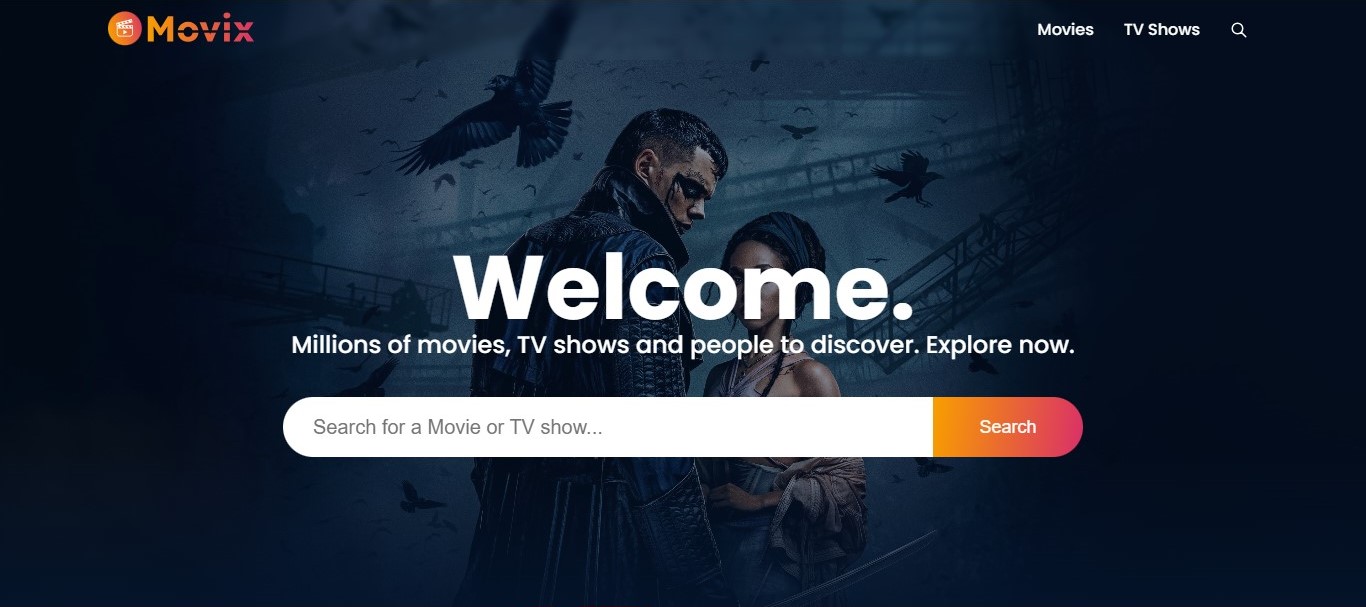 Movix
Movies
TV Shows
Welcome.
Millions of movies, TV shows and people to discover. Explore now.
Search for a Movie or TV show...
Search